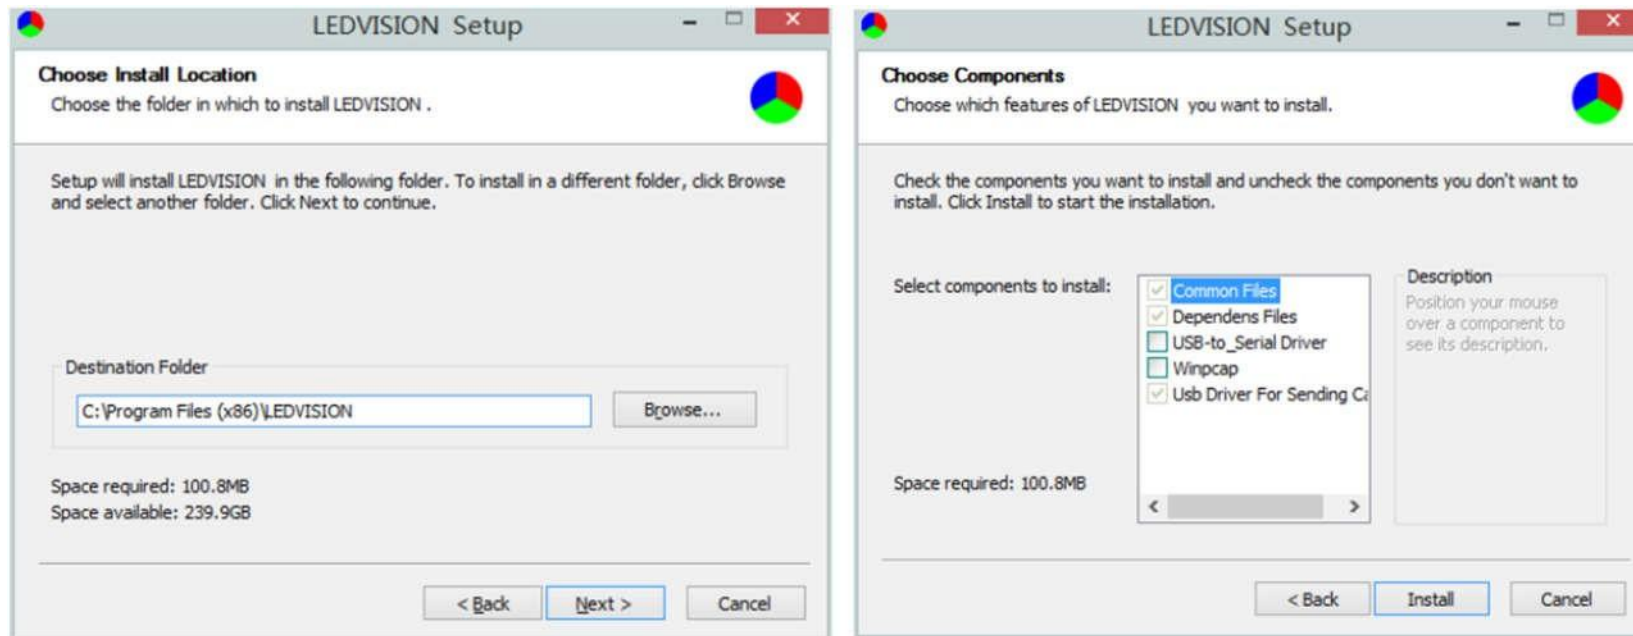 LEDVISION Setup
Choose Install Location
Choose the folder in which to install LEDVISION .
Setup will install LEDVISION in the following folder. To install in a different folder, click Browse
and select another folder. Click Next to continue.
Destination Folder
C:\Program Files (x86)\LEDVISION
Browse...
Space required: 100.8MB
Space available: 239.9GB
< Back
Next >
Cancel
LEDVISION Setup
Choose Components
Choose which features of LEDVISION you want to install.
Check the components you want to install and uncheck the components you don't want to
install. Click Install to start the installation.
Select components to install:
Common Files
Dependens Files
USB-to_Serial Driver
Winpcap
Usb Driver For Sending Ca
Description
Position your mouse
over a component to
see its description.
Space required: 100.8MB
< Back
Install
Cancel